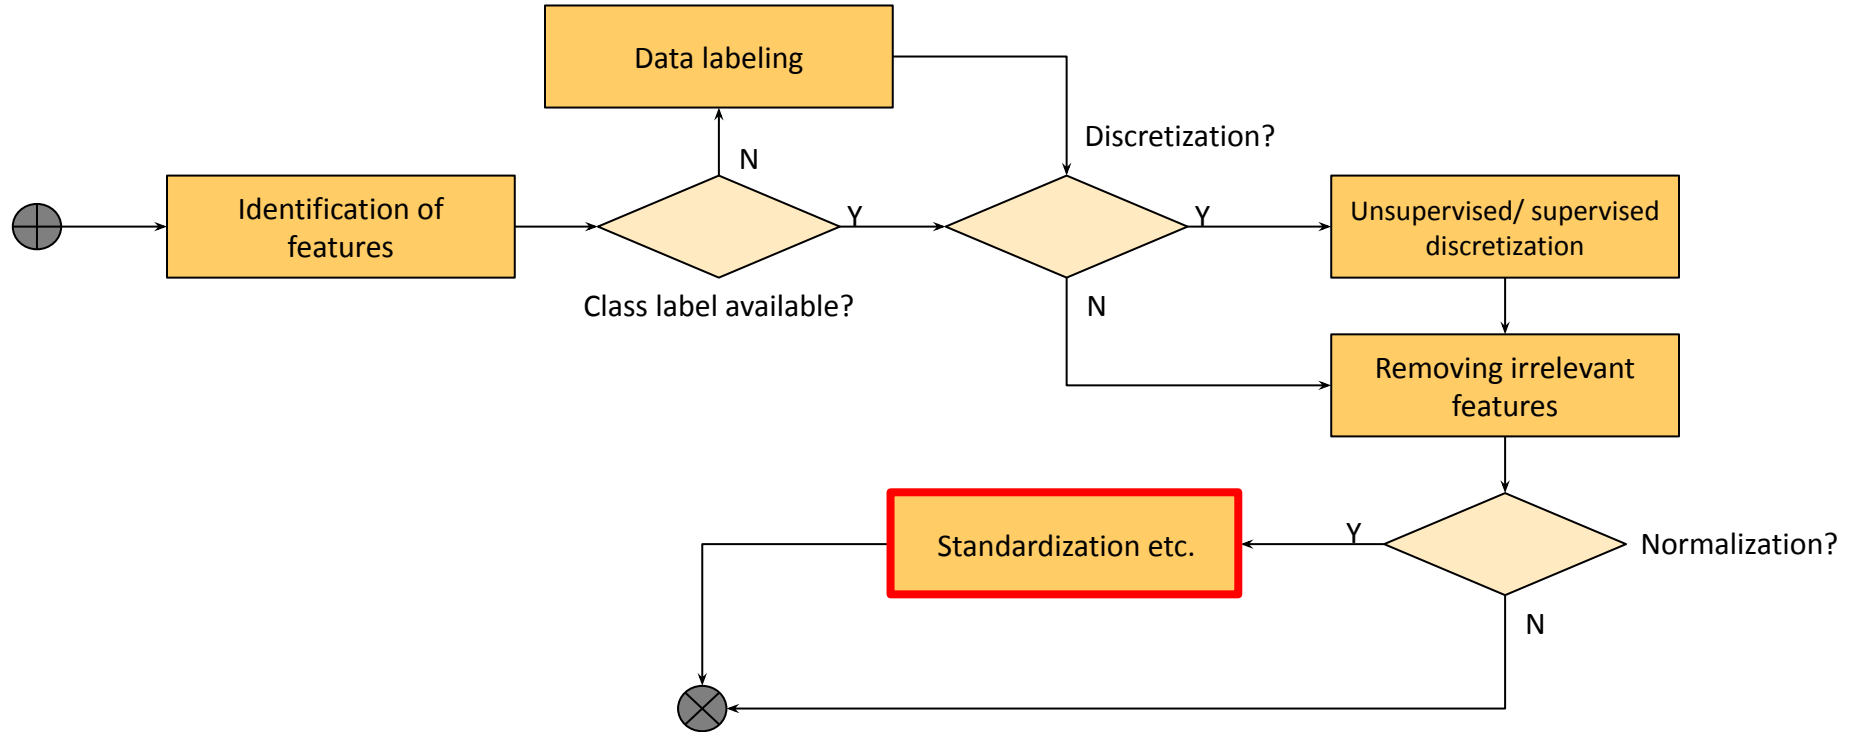 Data labeling
Discretization?
N
Identification of
features
Y
Y
Unsupervised/ supervised
discretization
Class label available?
N
Removing irrelevant
features
Standardization etc.
Y
Normalization?
N